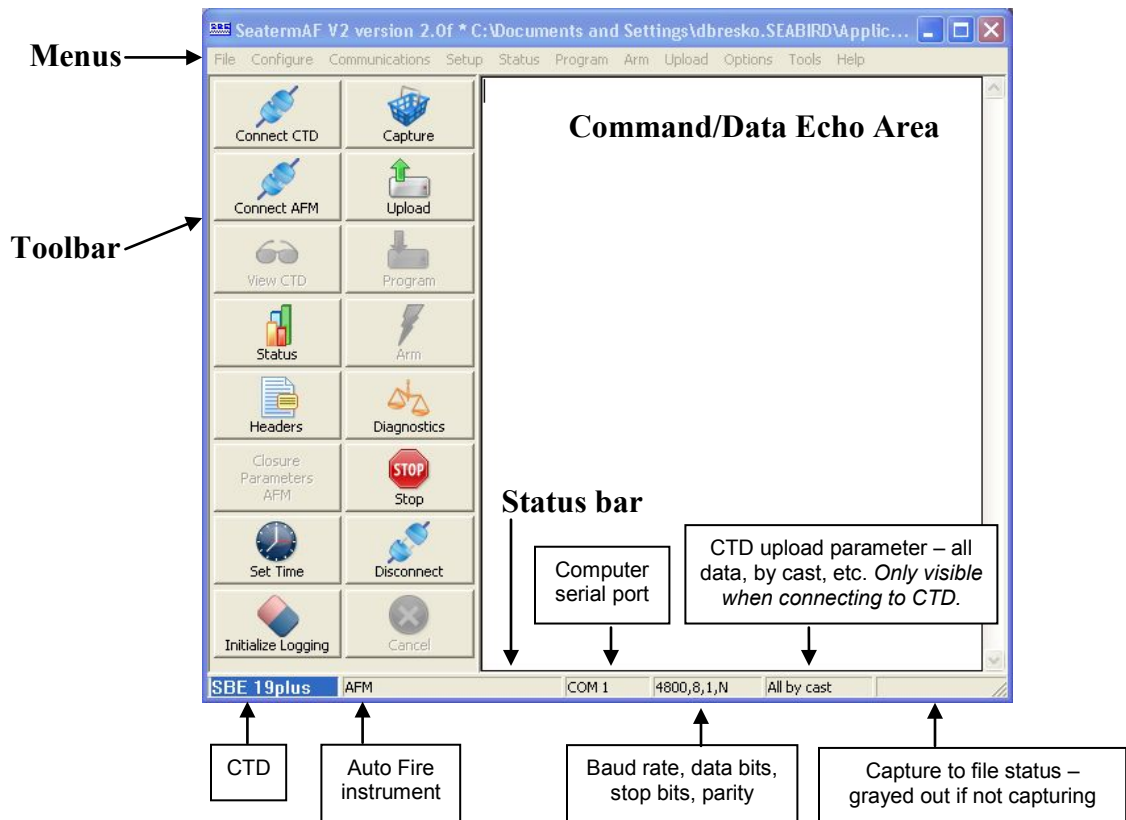 SBE SeatermAF V2 version 2.0f * C:\Documents and Settings\dbresko.SEABIRD\Applic...
Menus
File Configure Communications Setup Status Program Arm Upload Options Tools Help
Connect CTD Capture
Command/Data Echo Area
Connect AFM Upload
Toolbar
View CTD Program
Status Arm
Headers Diagnostics
Closure
Parameters
AFM
STOP
Stop
Status bar
Set Time Disconnect
Computer
serial port
CTD upload parameter – all
data, by cast, etc. Only visible
when connecting to CTD.
Initialize Logging Cancel
SBE 19plus AFM COM 1 4800,8,1,N All by cast
CTD
Auto Fire
instrument
Baud rate, data bits,
stop bits, parity
Capture to file status –
grayed out if not capturing